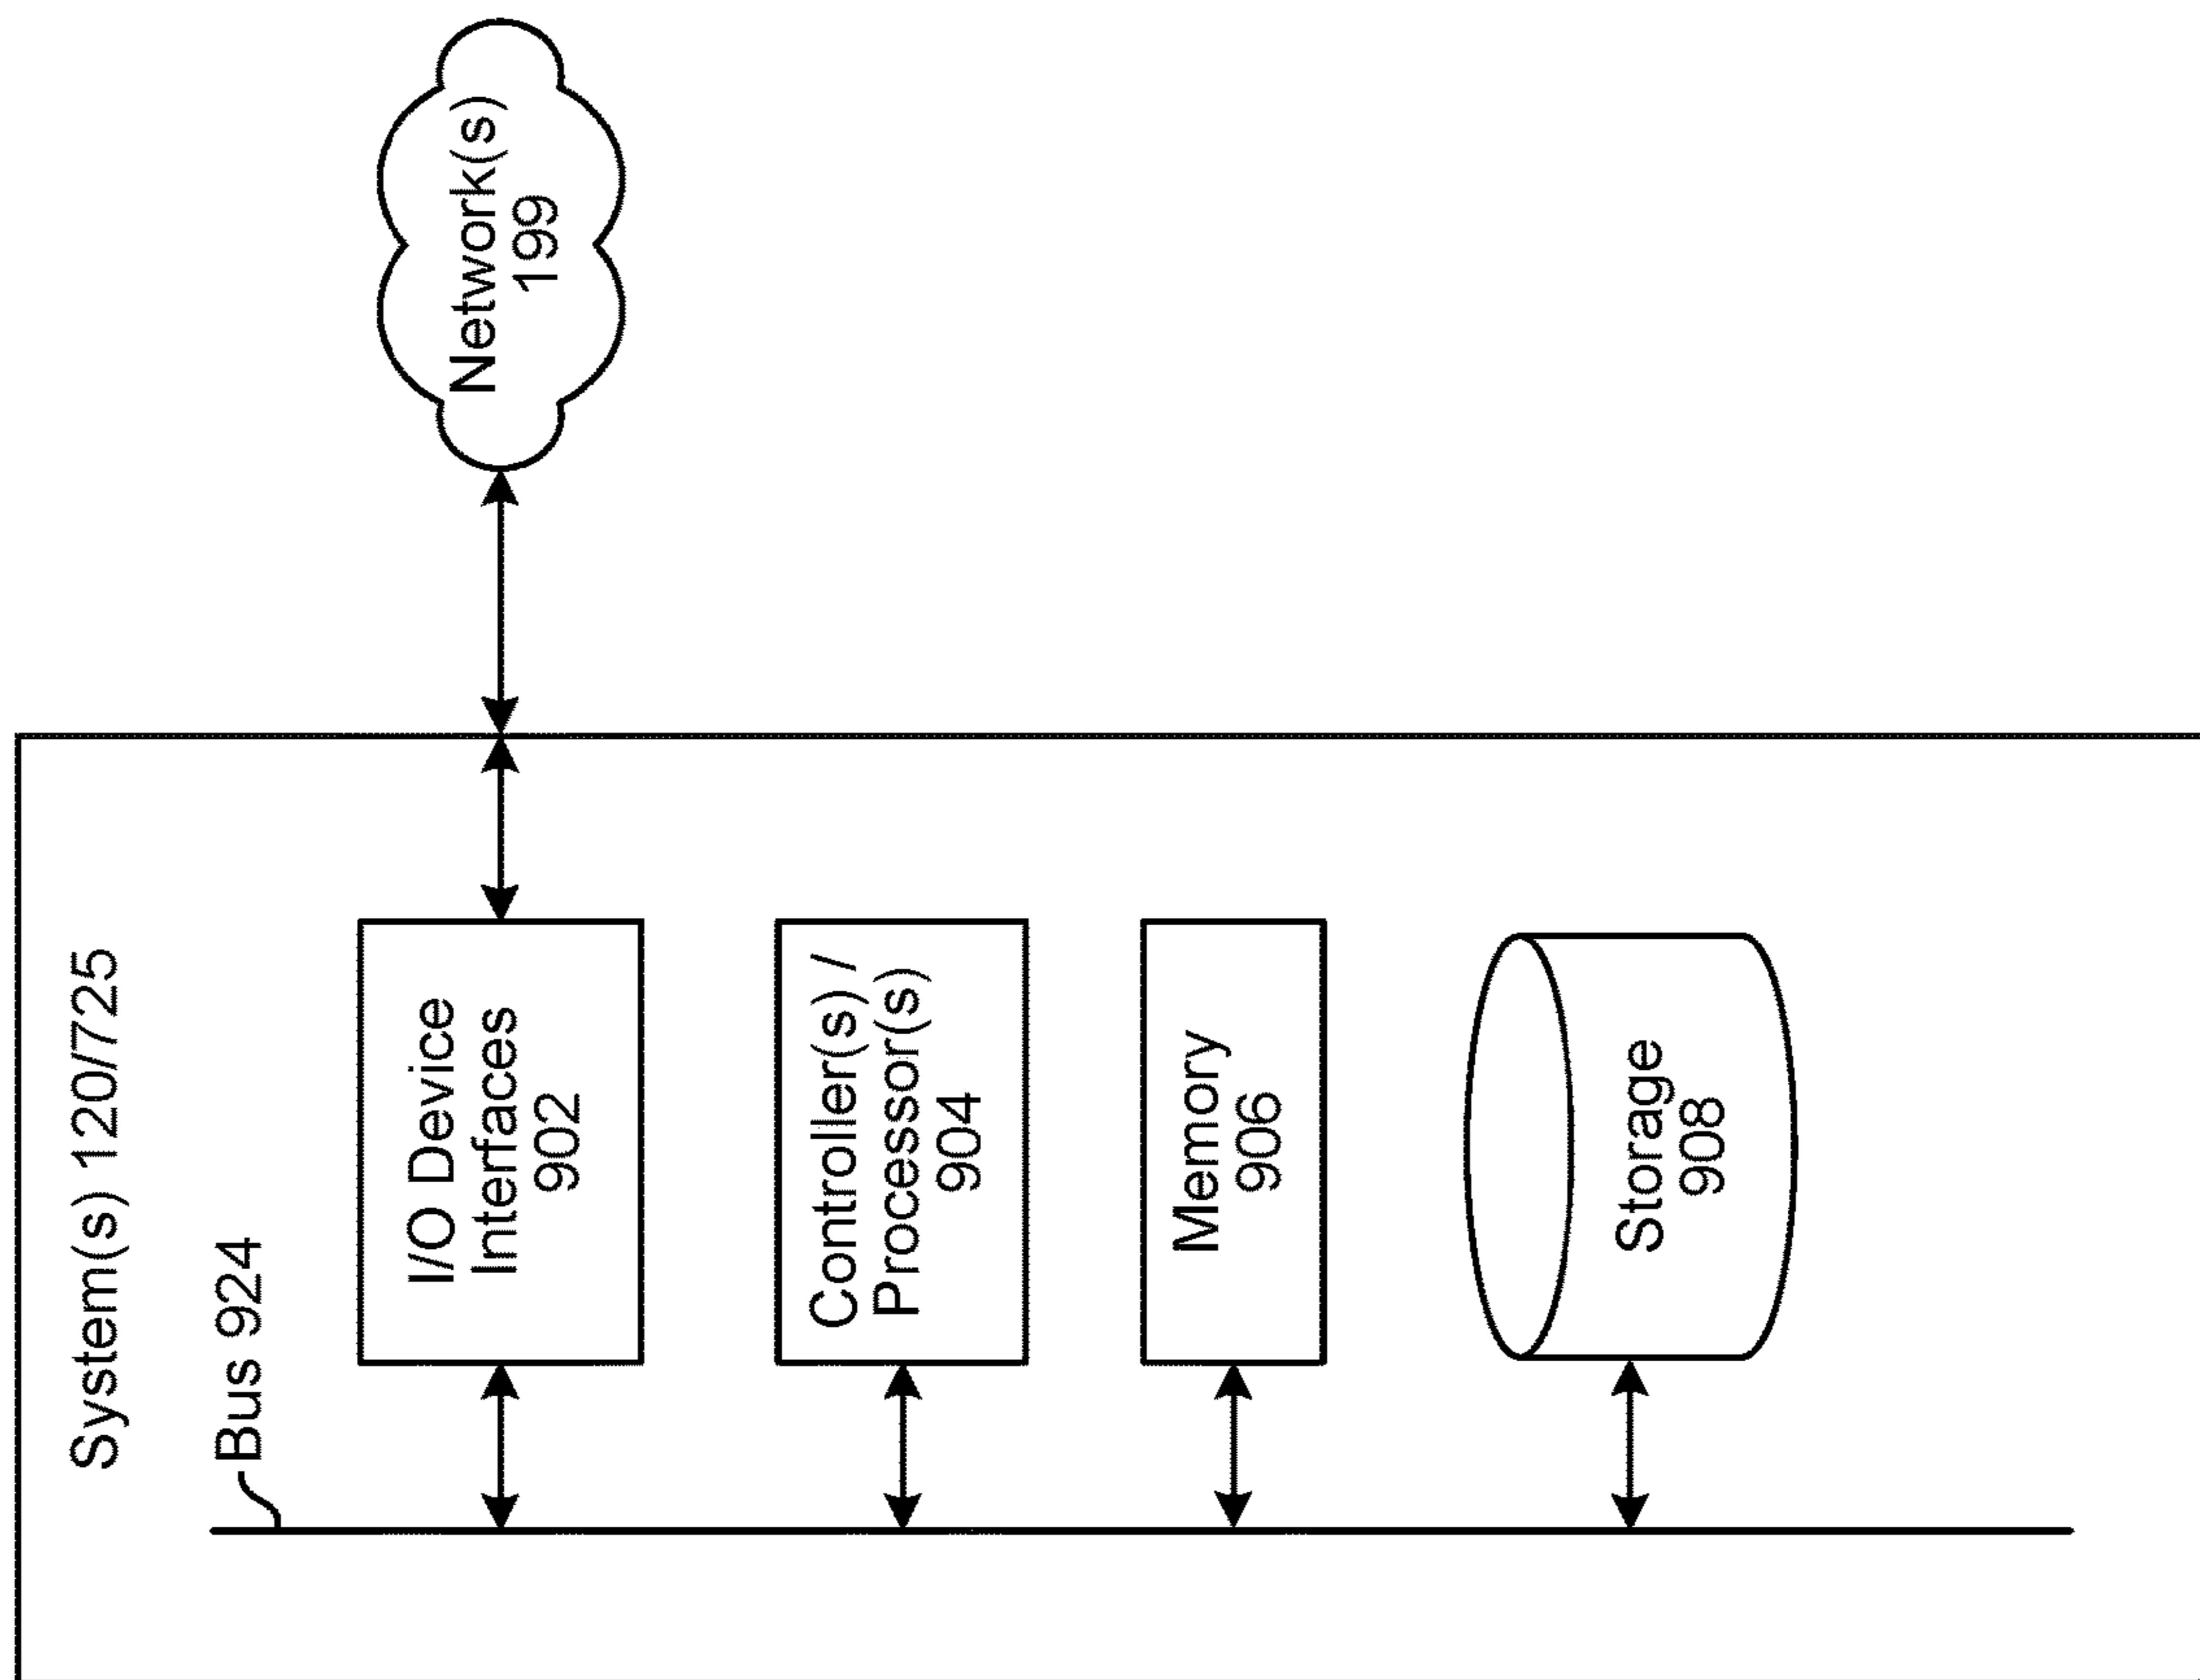 System(s) 120/725
Bus 924
I/O Device
Interfaces
902
Network(s)
199
Controller(s) /
Processor(s)
904
Memory
906
Storage
908